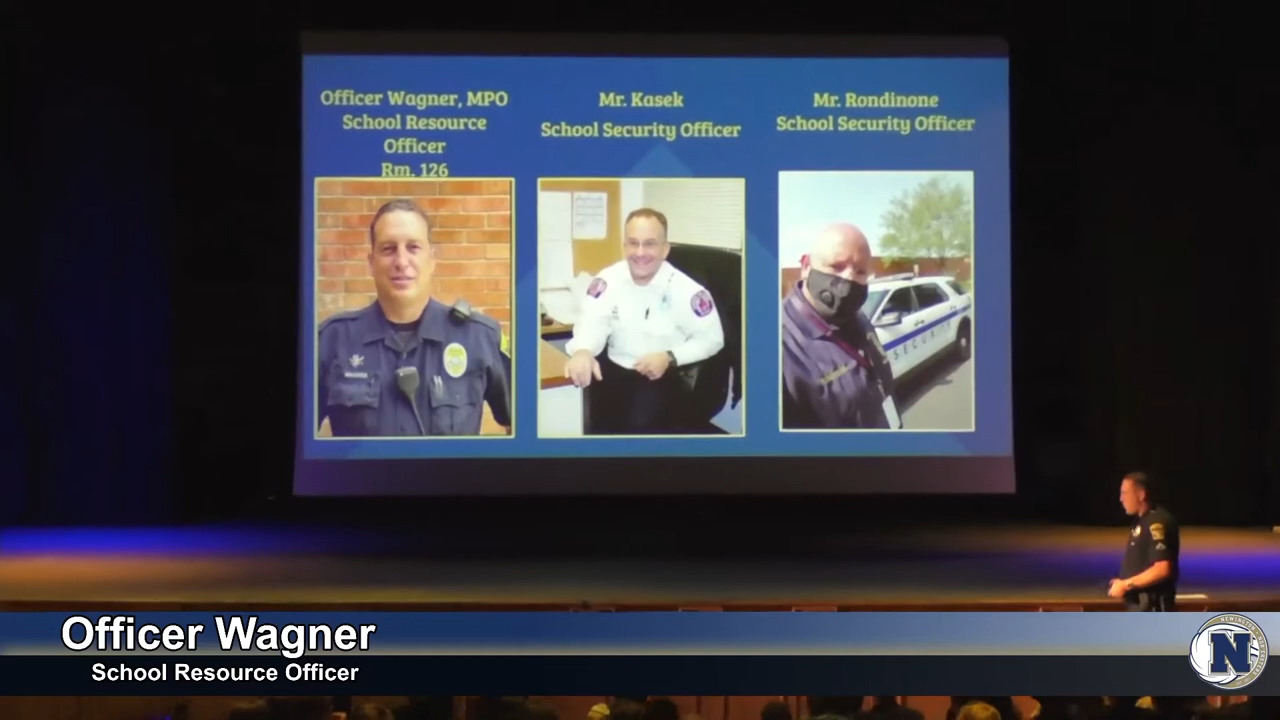 Officer Wagner, MPO
School Resource
Officer
Rm. 126
Mr. Kasek
School Security Officer
Mr. Rondinone
School Security Officer
SECURITY
Officer Wagner
School Resource Officer
N